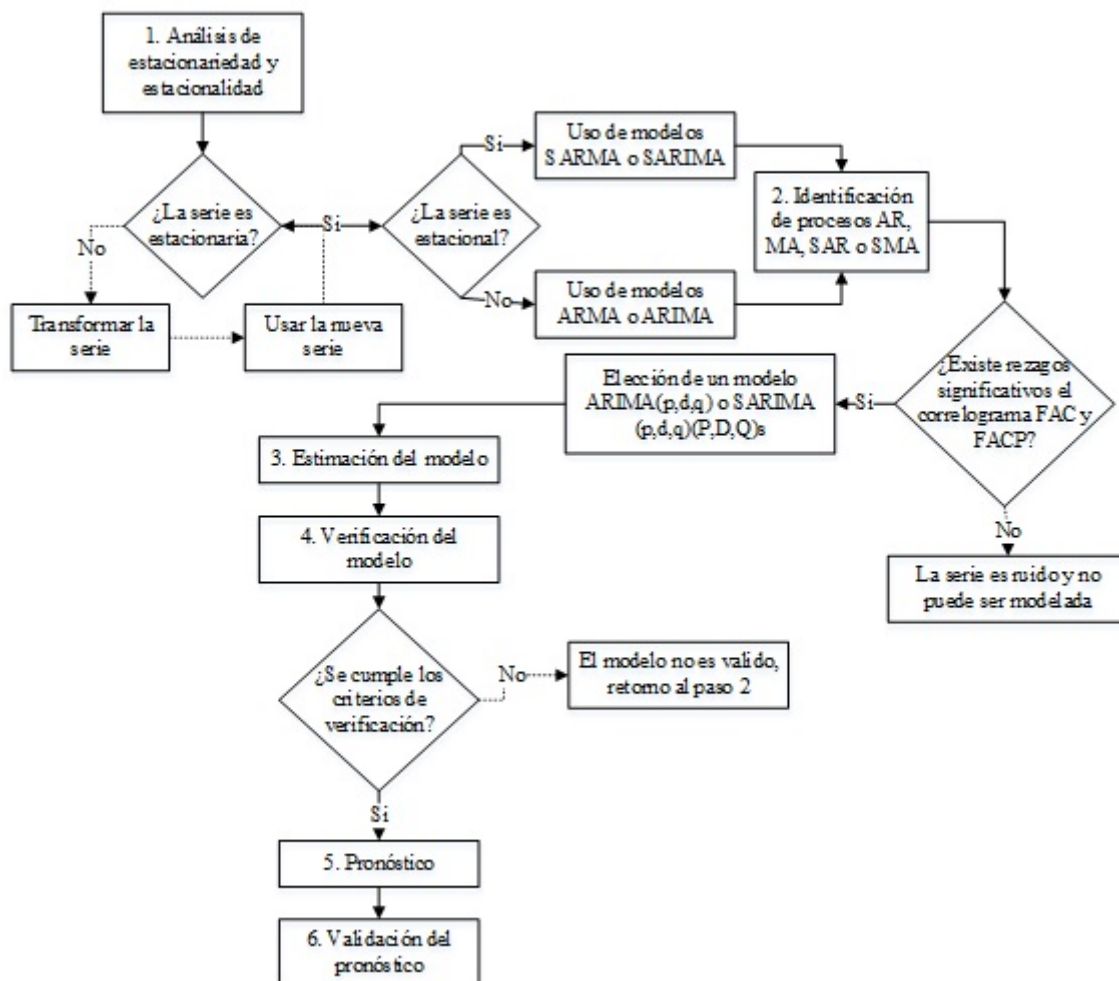 1. Análisis de
estacionariedad y
estacionalidad
¿La serie es
estacionaria?
No
Transformar la
serie
Usar la nueva
serie
Si
¿La serie es
estacional?
Si
Uso de modelos
SARMA o SARIMA
No
Uso de modelos
ARMA o ARIMA
2. Identificación
de procesos AR,
MA, SAR o SMA
¿Existe rezagos
significativos el
correlograma FAC y
FACP?
No
La serie es ruido y no
puede ser modelada
Si
Elección de un modelo
ARIMA(p,d,q) o SARIMA
(p,d,q)(P,D,Q)s
3. Estimación del modelo
4. Verificación del
modelo
¿Se cumple los
criterios de
verificación?
No
El modelo no es valido,
retorno al paso 2
Si
5. Pronóstico
6. Validación del
pronóstico